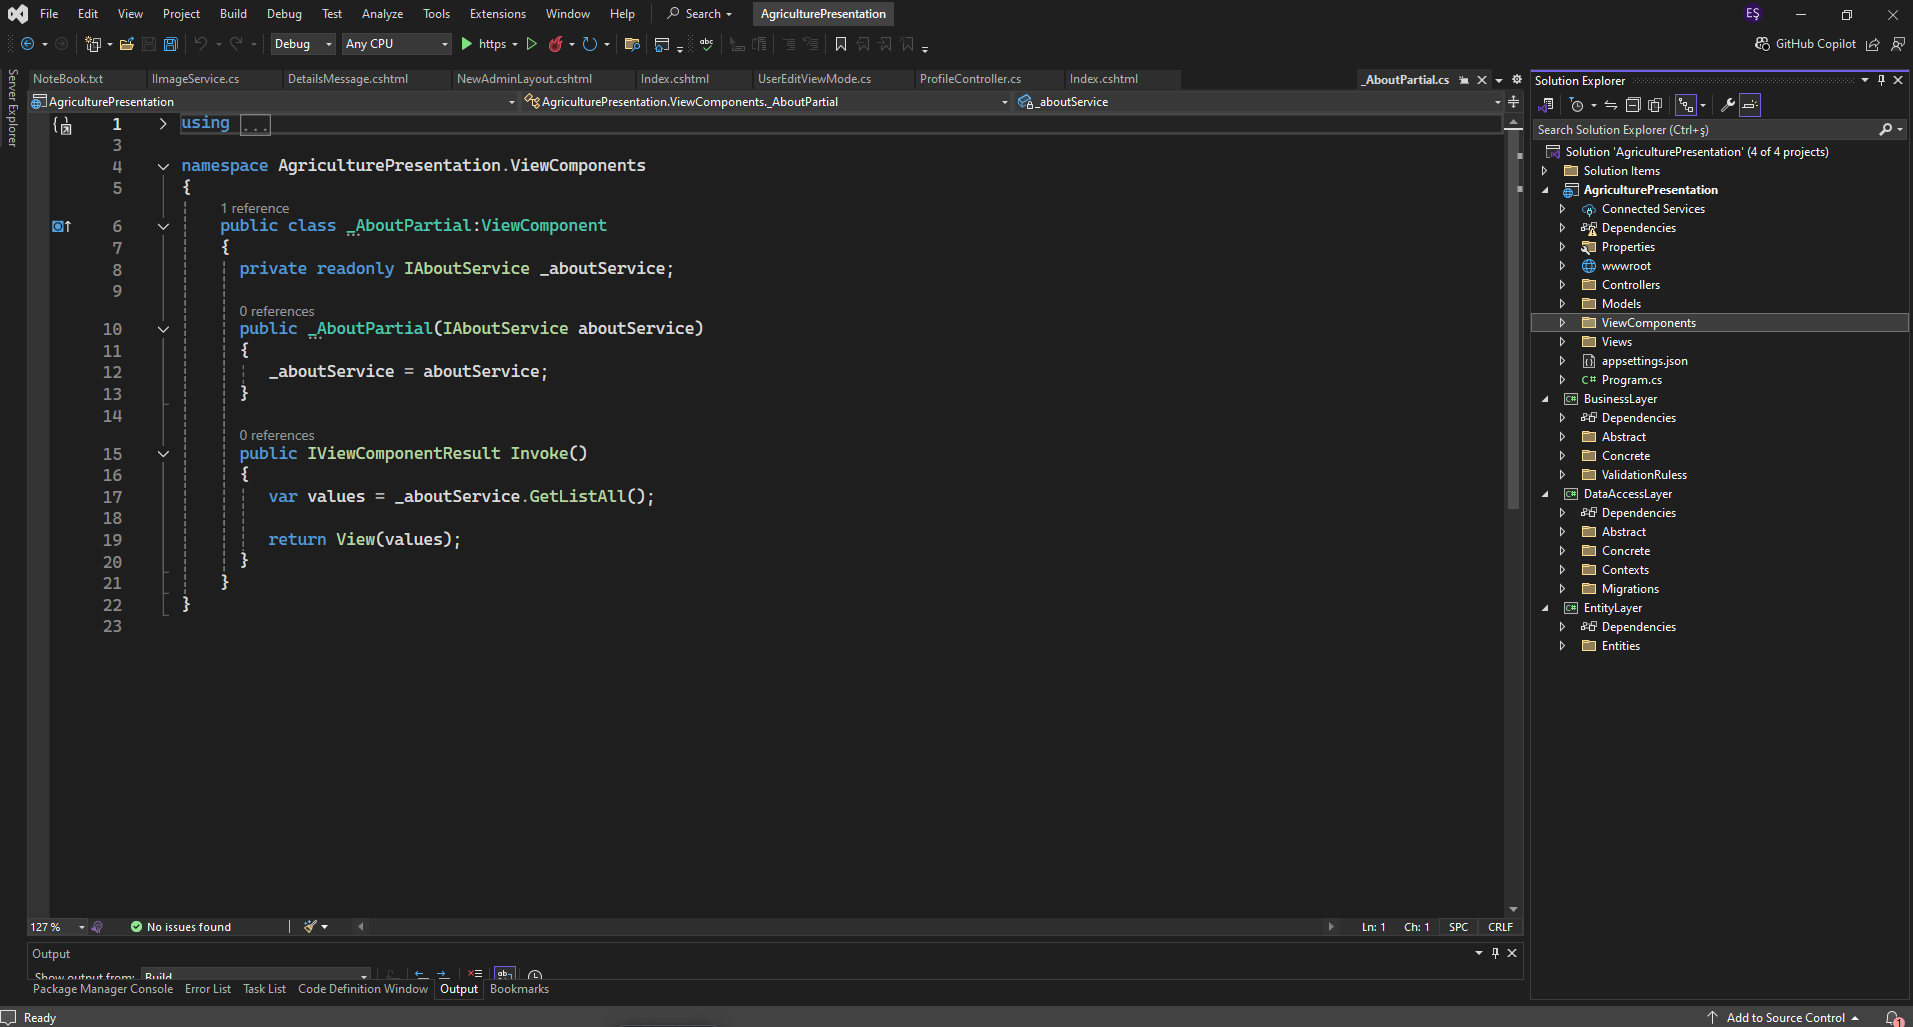 File Edit View Project Build Debug Test Analyze Tools Extensions Window Help Search AgriculturePresentation EŞ
Debug Any CPU https GitHub Copilot
NoteBook.txt IImageService.cs DetailsMessage.cshtml NewAdminLayout.cshtml Index.cshtml UserEditViewMode.cs ProfileController.cs Index.cshtml _AboutPartial.cs
AgriculturePresentation AgriculturePresentation.ViewComponents._AboutPartial _aboutService
Server Explorer
1 using ...
3
4 namespace AgriculturePresentation.ViewComponents
5 {
1 reference
6 public class _AboutPartial:ViewComponent
7 {
8 private readonly IAboutService _aboutService;
9
0 references
10 public _AboutPartial(IAboutService aboutService)
11 {
12 _aboutService = aboutService;
13 }
14
0 references
15 public IViewComponentResult Invoke()
16 {
17 var values = _aboutService.GetListAll();
18
19 return View(values);
20 }
21 }
22 }
23
127 % No issues found Ln: 1 Ch: 1 SPC CRLF
Output
Show output from: Build
Package Manager Console Error List Task List Code Definition Window Output Bookmarks
Solution Explorer
Search Solution Explorer (Ctrl+ş)
Solution 'AgriculturePresentation' (4 of 4 projects)
Solution Items
AgriculturePresentation
Connected Services
Dependencies
Properties
wwwroot
Controllers
Models
ViewComponents
Views
appsettings.json
C# Program.cs
C# BusinessLayer
Dependencies
Abstract
Concrete
ValidationRuless
C# DataAccessLayer
Dependencies
Abstract
Concrete
Contexts
Migrations
C# EntityLayer
Dependencies
Entities
Ready Add to Source Control 1